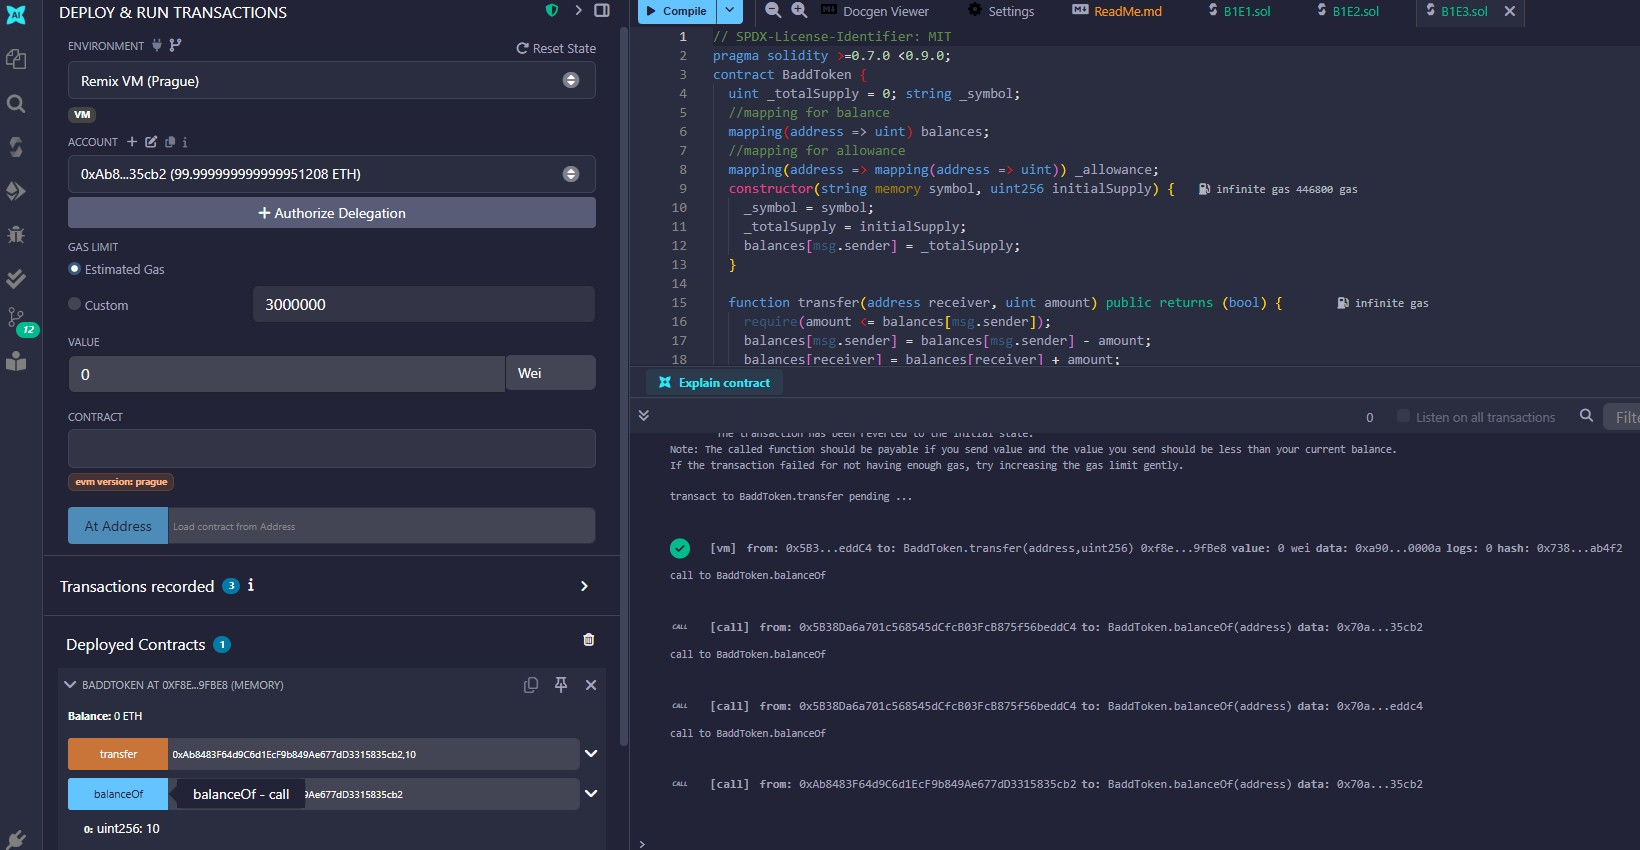 DEPLOY & RUN TRANSACTIONS
ENVIRONMENT
Reset State
Remix VM (Prague)
VM
ACCOUNT
0xAb8...35cb2 (99.999999999999951208 ETH)
Authorize Delegation
GAS LIMIT
Estimated Gas
Custom
3000000
VALUE
0
Wei
CONTRACT
evm version: prague
At Address
Load contract from Address
Transactions recorded 3 i
Deployed Contracts 1
BADDTOKEN AT 0XF8E...9FBE8 (MEMORY)
Balance: 0 ETH
transfer
0xAb8483F64d9C6d1EcF9b849Ae677dD3315835cb2,10
balanceOf
balanceOf - call
9Ae677dD3315835cb2
0: uint256: 10
12
Compile
Docgen Viewer
Settings
ReadMe.md
B1E1.sol
B1E2.sol
B1E3.sol
1 // SPDX-License-Identifier: MIT
2 pragma solidity >=0.7.0 <0.9.0;
3 contract BaddToken {
4 uint _totalSupply = 0; string _symbol;
5 //mapping for balance
6 mapping(address => uint) balances;
7 //mapping for allowance
8 mapping(address => mapping(address => uint)) _allowance;
9 constructor(string memory symbol, uint256 initialSupply) { infinite gas 446800 gas
10 _symbol = symbol;
11 _totalSupply = initialSupply;
12 balances[msg.sender] = _totalSupply;
13 }
14
15 function transfer(address receiver, uint amount) public returns (bool) { infinite gas
16 require(amount <= balances[msg.sender]);
17 balances[msg.sender] = balances[msg.sender] - amount;
18 balances[receiver] = balances[receiver] + amount;
Explain contract
0
Listen on all transactions
Filte
The transaction has been reverted to the initial state.
Note: The called function should be payable if you send value and the value you send should be less than your current balance.
If the transaction failed for not having enough gas, try increasing the gas limit gently.
transact to BaddToken.transfer pending ...
[vm] from: 0x5B3...eddC4 to: BaddToken.transfer(address,uint256) 0xf8e...9fBe8 value: 0 wei data: 0xa90...0000a logs: 0 hash: 0x738...ab4f2
call to BaddToken.balanceOf
CALL [call] from: 0x5B38Da6a701c568545dCfcB03FcB875f56beddC4 to: BaddToken.balanceOf(address) data: 0x70a...35cb2
call to BaddToken.balanceOf
CALL [call] from: 0x5B38Da6a701c568545dCfcB03FcB875f56beddC4 to: BaddToken.balanceOf(address) data: 0x70a...eddc4
call to BaddToken.balanceOf
CALL [call] from: 0xAb8483F64d9C6d1EcF9b849Ae677dD3315835cb2 to: BaddToken.balanceOf(address) data: 0x70a...35cb2
>